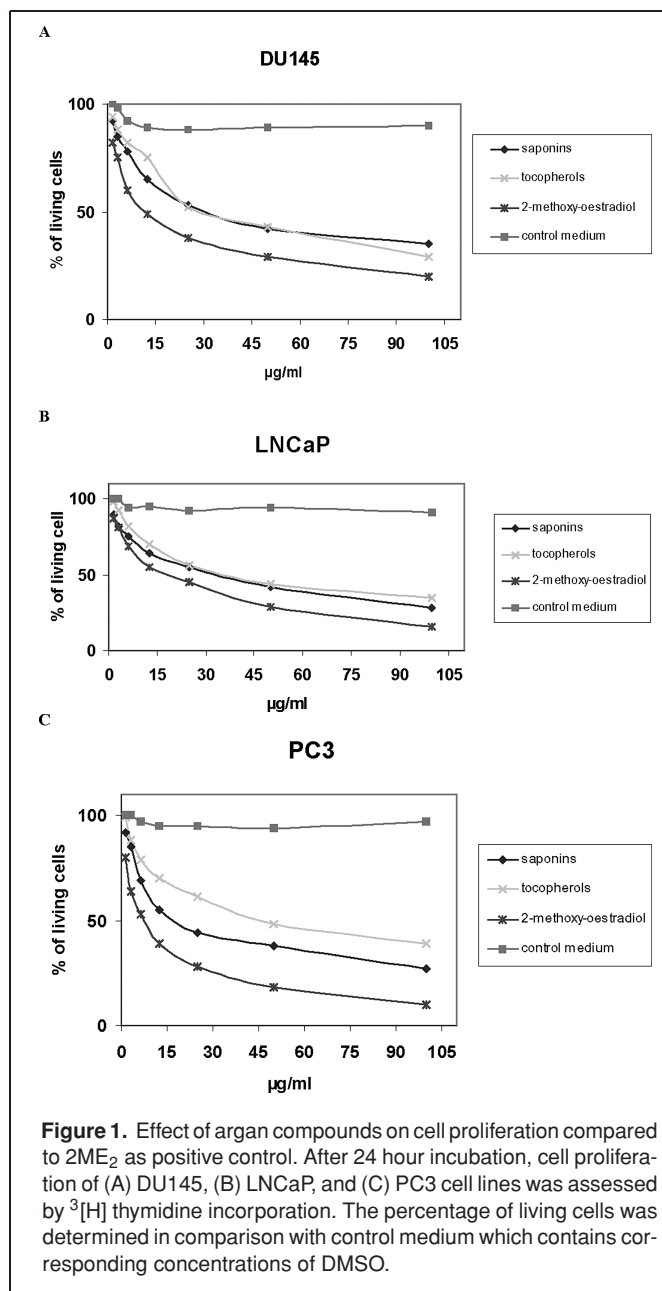 A
DU145
100
50
0
% of living cells
0 15 30 45 60 75 90 105
µg/ml
saponins
tocopherols
2-methoxy-oestradiol
control medium
B
LNCaP
100
50
0
% of living cell
0 15 30 45 60 75 90 105
µg/ml
saponins
tocopherols
2-methoxy-oestradiol
control medium
C
PC3
100
50
0
% of living cells
0 15 30 45 60 75 90 105
µg/ml
saponins
tocopherols
2-methoxy-oestradiol
control medium
Figure 1. Effect of argan compounds on cell proliferation compared
to 2ME₂ as positive control. After 24 hour incubation, cell prolifera-
tion of (A) DU145, (B) LNCaP, and (C) PC3 cell lines was assessed
by ³[H] thymidine incorporation. The percentage of living cells was
determined in comparison with control medium which contains cor-
responding concentrations of DMSO.